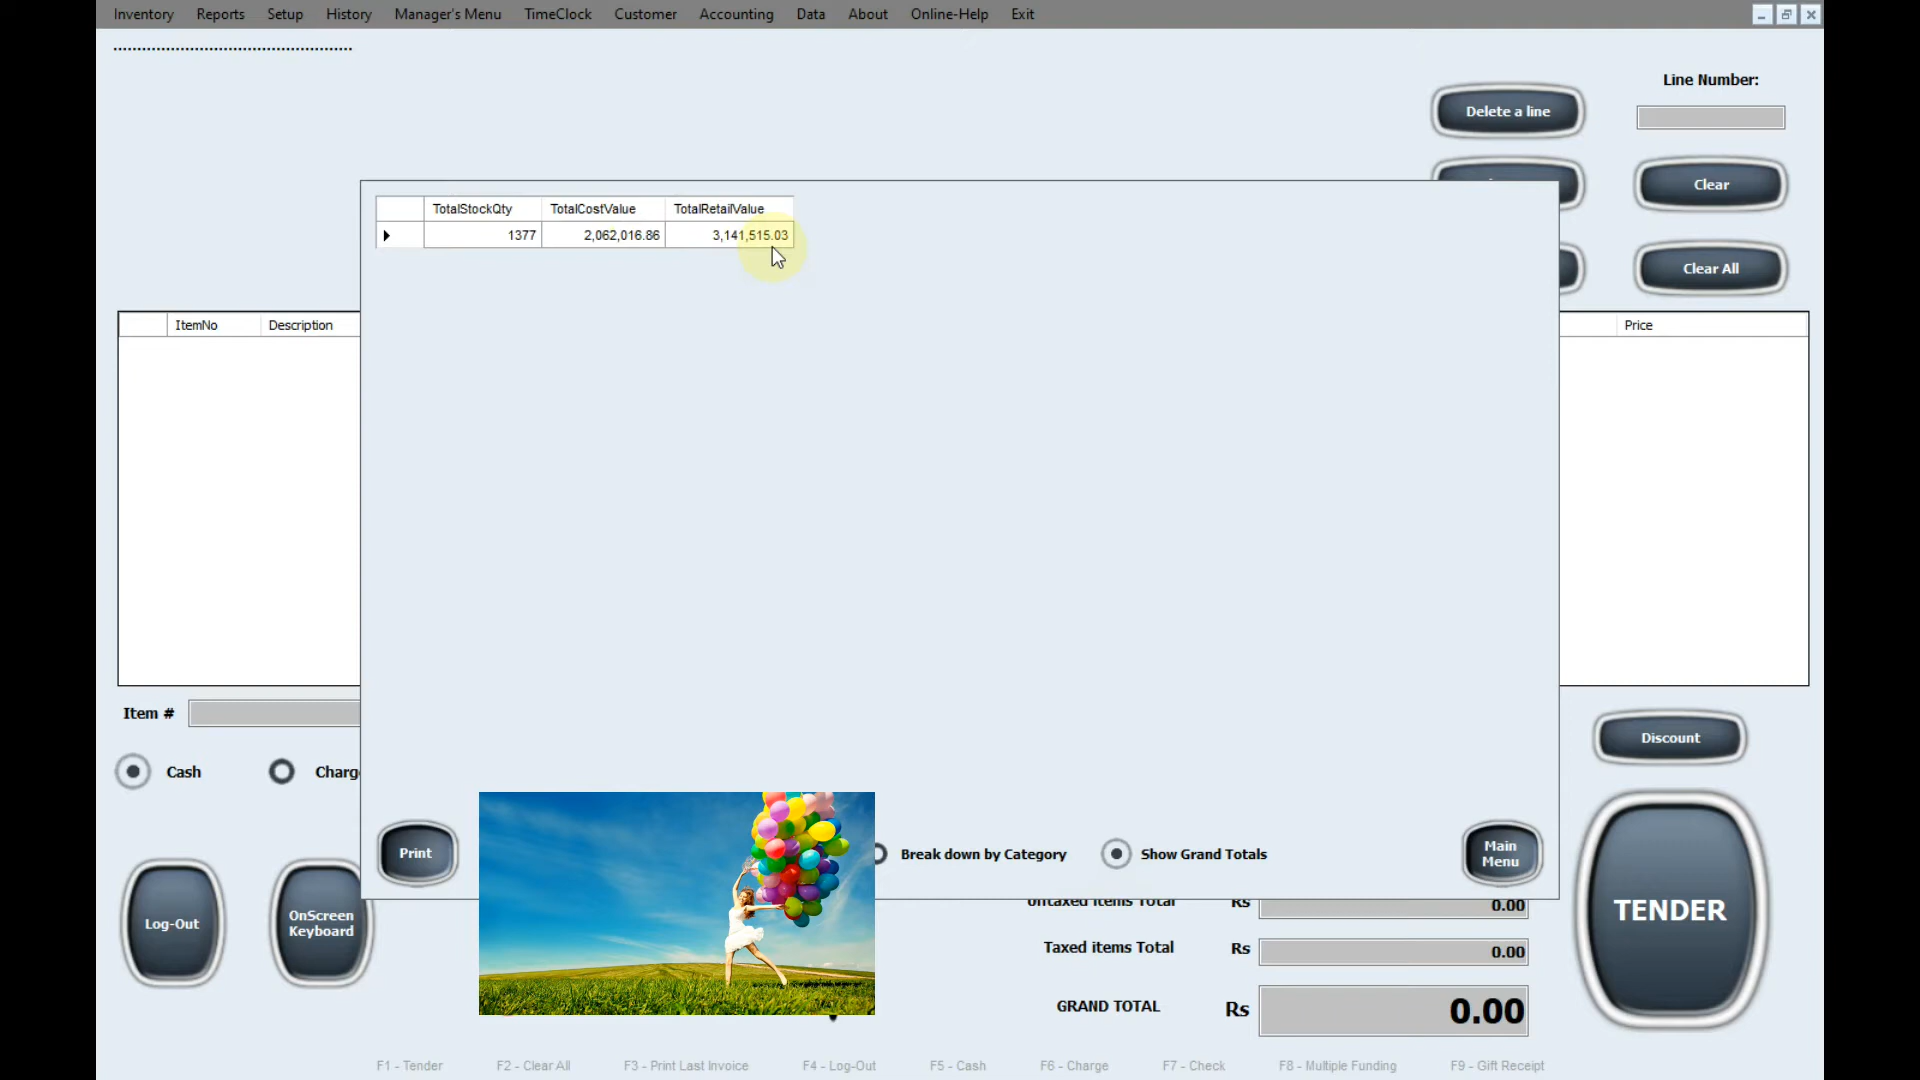 Inventory Reports Setup History Manager's Menu TimeClock Customer Accounting Data About Online-Help Exit
Line Number:
Delete a line
Clear
Clear All
TotalStockQty TotalCostValue TotalRetailValue
1377 2,062,016.86 3,141,515.03
ItemNo Description Price
Item #
Discount
Cash Charg
Print
Break down by Category Show Grand Totals
Main
Menu
Log-Out
OnScreen
Keyboard
TENDER
Untaxed items Total Rs 0.00
Taxed items Total Rs 0.00
GRAND TOTAL Rs 0.00
F1 - Tender F2 - Clear All F3 - Print Last Invoice F4 - Log-Out F5 - Cash F6 - Charge F7 - Check F8 - Multiple Funding F9 - Gift Receipt